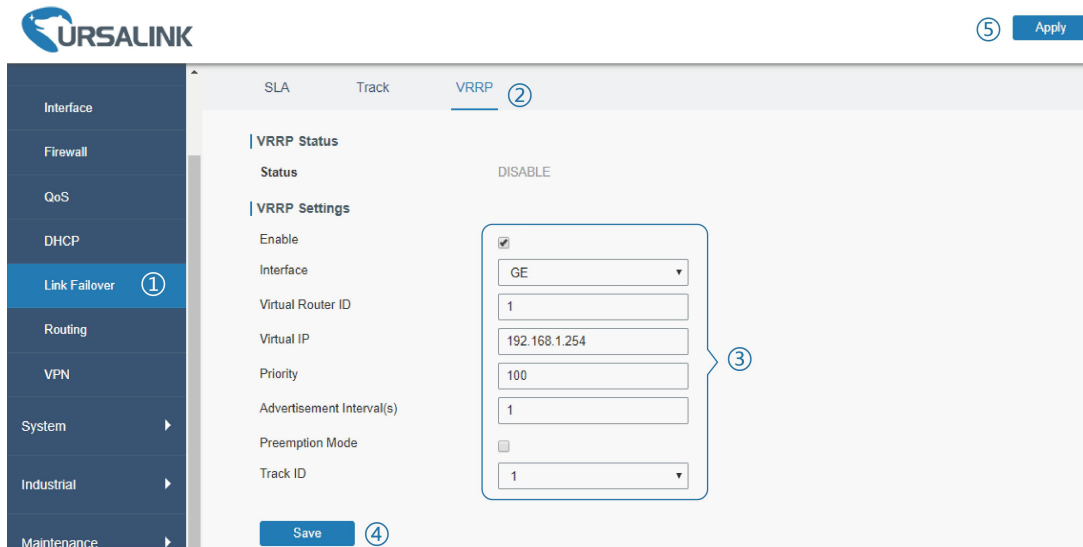 URSALINK
⑤ Apply
SLA Track VRRP ②
Interface
Firewall
QoS
DHCP
Link Failover ①
Routing
VPN
System
Industrial
Maintenance
VRRP Status
Status DISABLE
VRRP Settings
Enable
Interface GE
Virtual Router ID 1
Virtual IP 192.168.1.254
Priority 100
Advertisement Interval(s) 1
Preemption Mode
Track ID 1
③
Save ④